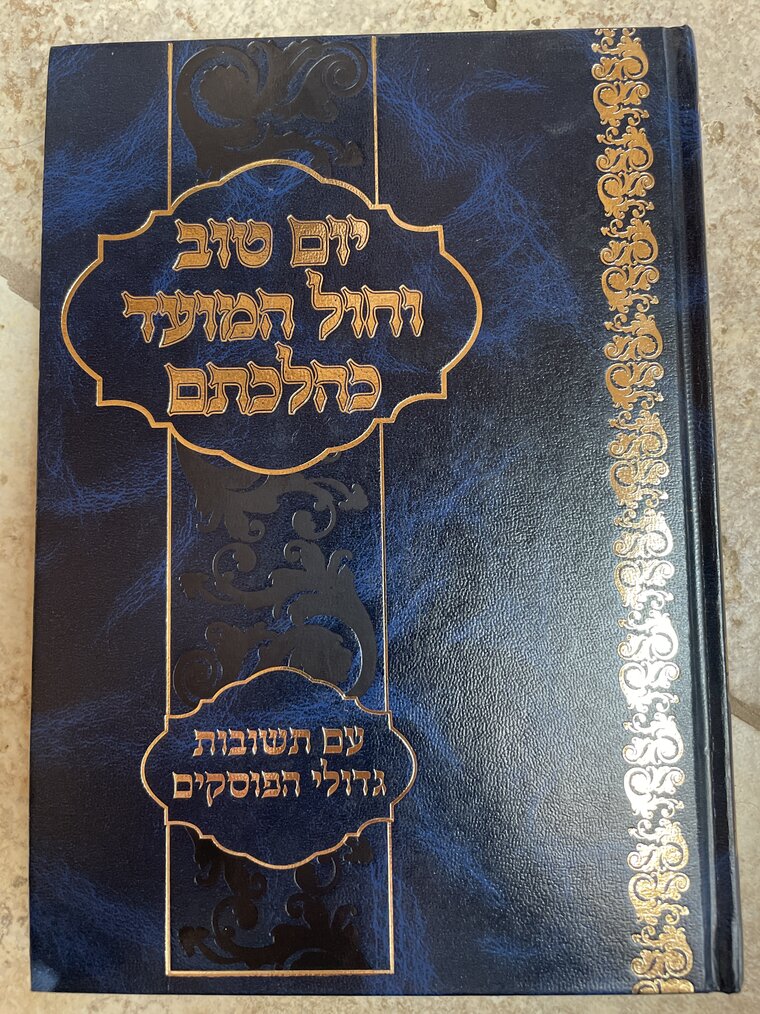 יום טוב
וחול המועד
כהלכתם
עם תשובות
גדולי הפוסקים